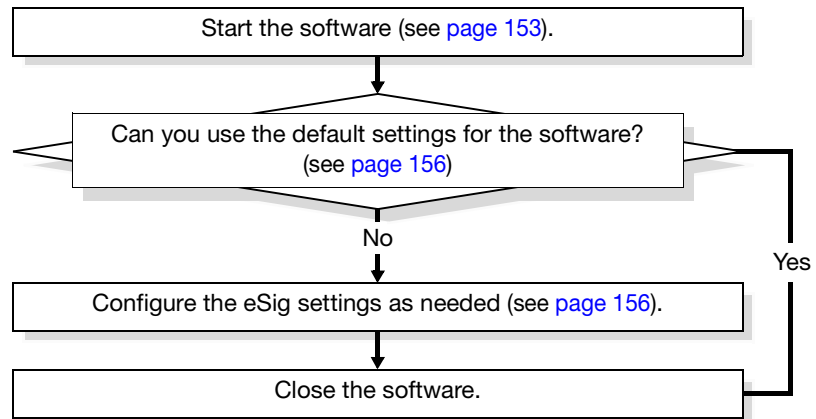 Start the software (see page 153).
Can you use the default settings for the software?
(see page 156)
No
Yes
Configure the eSig settings as needed (see page 156).
Close the software.